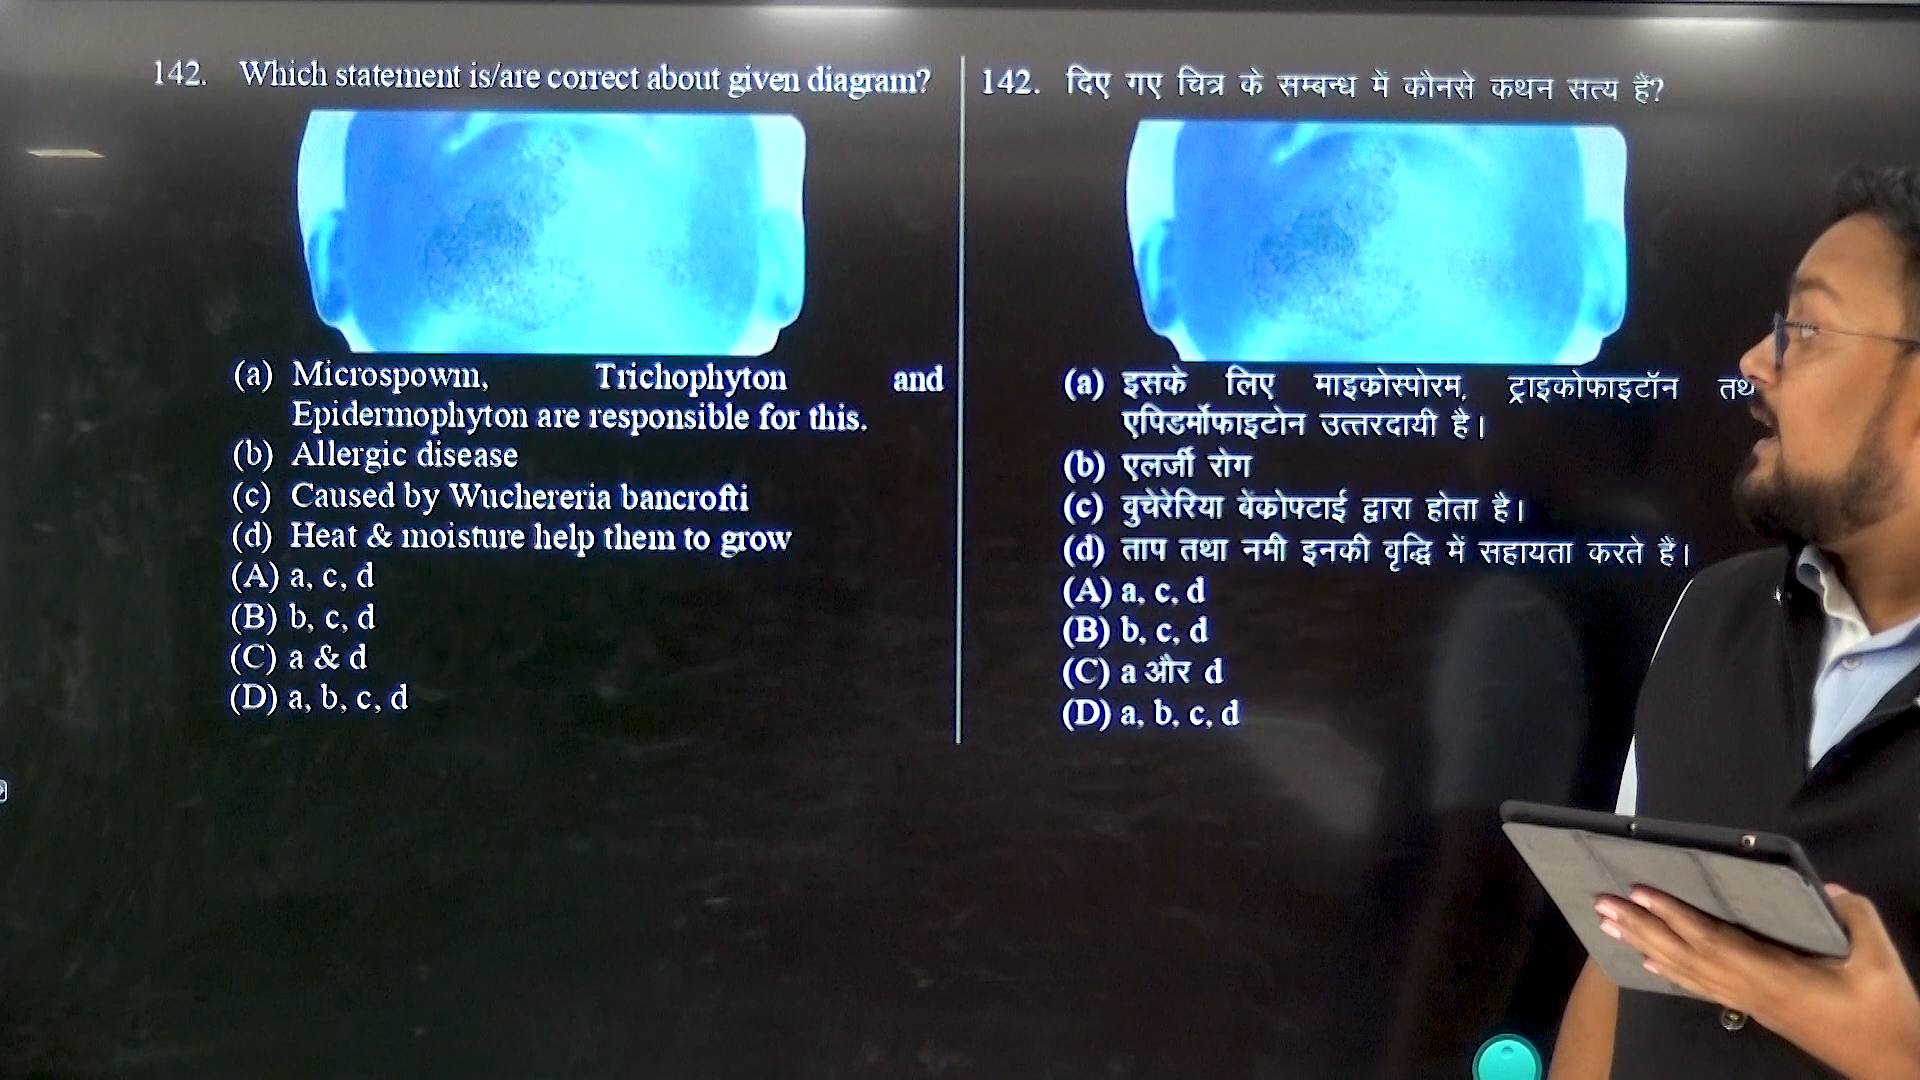 142. Which statement is/are correct about given diagram?
(a) Microspowm, Trichophyton and
Epidermophyton are responsible for this.
(b) Allergic disease
(c) Caused by Wuchereria bancrofti
(d) Heat & moisture help them to grow
(A) a, c, d
(B) b, c, d
(C) a & d
(D) a, b, c, d
142. दिए गए चित्र के सम्बन्ध में कौनसे कथन सत्य हैं?
(a) इसके लिए माइक्रोस्पोरम, ट्राइकोफाइटॉन
एपिडर्मोफाइटोन उत्तरदायी है।
(b) एलर्जी रोग
(c) वुचेरेरिया बेंक्रोफ्टाई द्वारा होता है।
(d) ताप तथा नमी इनकी वृद्धि में सहायता करते हैं।
(A) a, c, d
(B) b, c, d
(C) a और d
(D) a, b, c, d